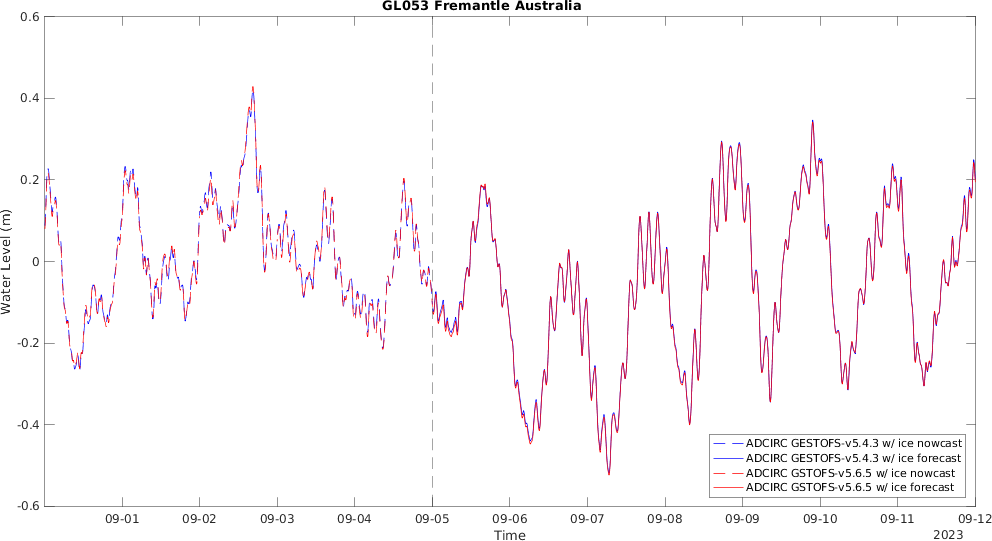 GL053 Fremantle Australia
0.6
0.4
0.2
0
-0.2
-0.4
-0.6
Water Level (m)
ADCIRC GESTOFS-v5.4.3 w/ ice nowcast
ADCIRC GESTOFS-v5.4.3 w/ ice forecast
ADCIRC GSTOFS-v5.6.5 w/ ice nowcast
ADCIRC GSTOFS-v5.6.5 w/ ice forecast
09-01 09-02 09-03 09-04 09-05 09-06 09-07 09-08 09-09 09-10 09-11 09-12
Time
2023